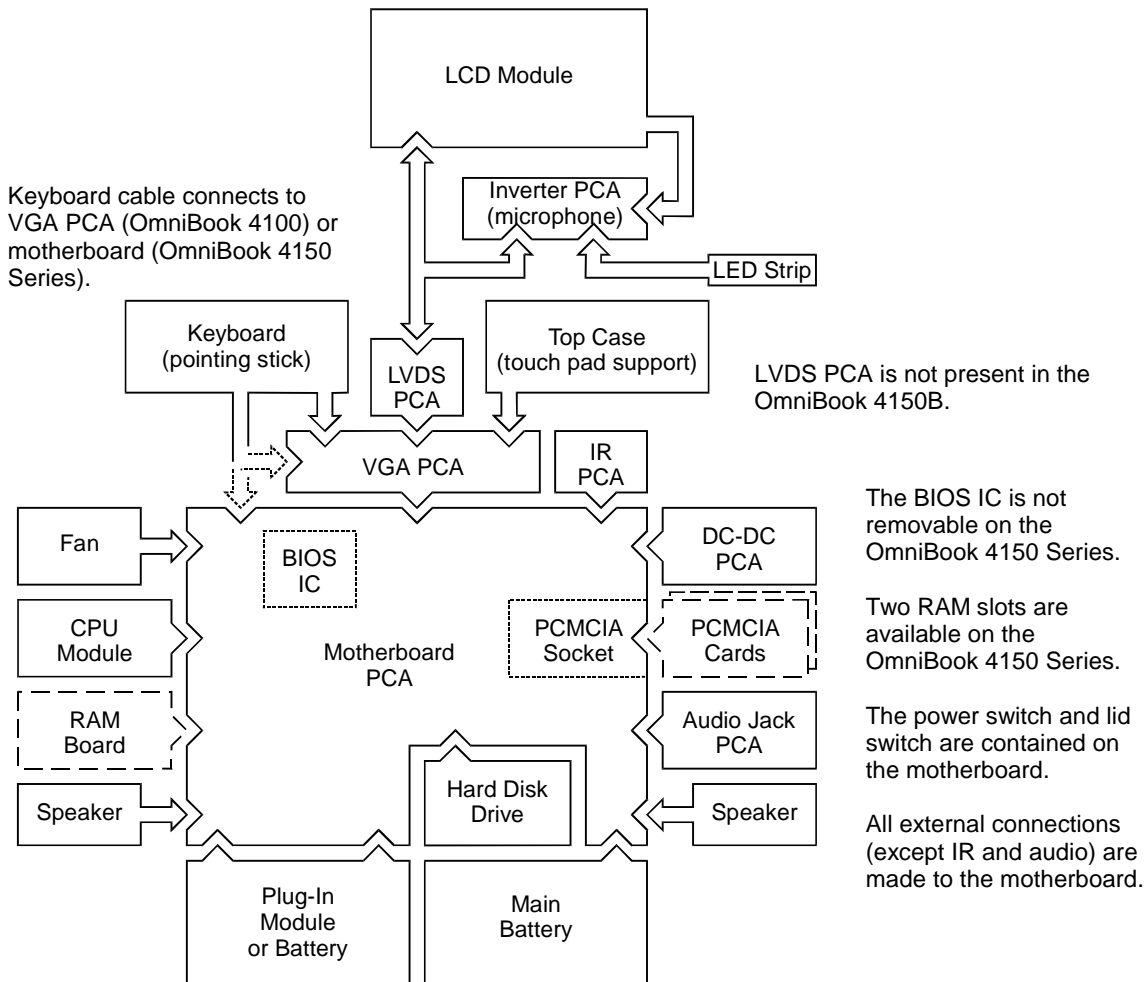 LCD Module
Inverter PCA
(microphone)
Keyboard cable connects to
VGA PCA (OmniBook 4100) or
motherboard (OmniBook 4150
Series).
LED Strip
Keyboard
(pointing stick)
LVDS
PCA
Top Case
(touch pad support)
LVDS PCA is not present in the
OmniBook 4150B.
VGA PCA
IR
PCA
Fan
BIOS
IC
DC-DC
PCA
The BIOS IC is not
removable on the
OmniBook 4150 Series.
CPU
Module
Motherboard
PCA
PCMCIA
Socket
PCMCIA
Cards
Two RAM slots are
available on the
OmniBook 4150 Series.
RAM
Board
Audio Jack
PCA
The power switch and lid
switch are contained on
the motherboard.
Speaker
Hard Disk
Drive
Speaker
All external connections
(except IR and audio) are
made to the motherboard.
Plug-In
Module
or Battery
Main
Battery